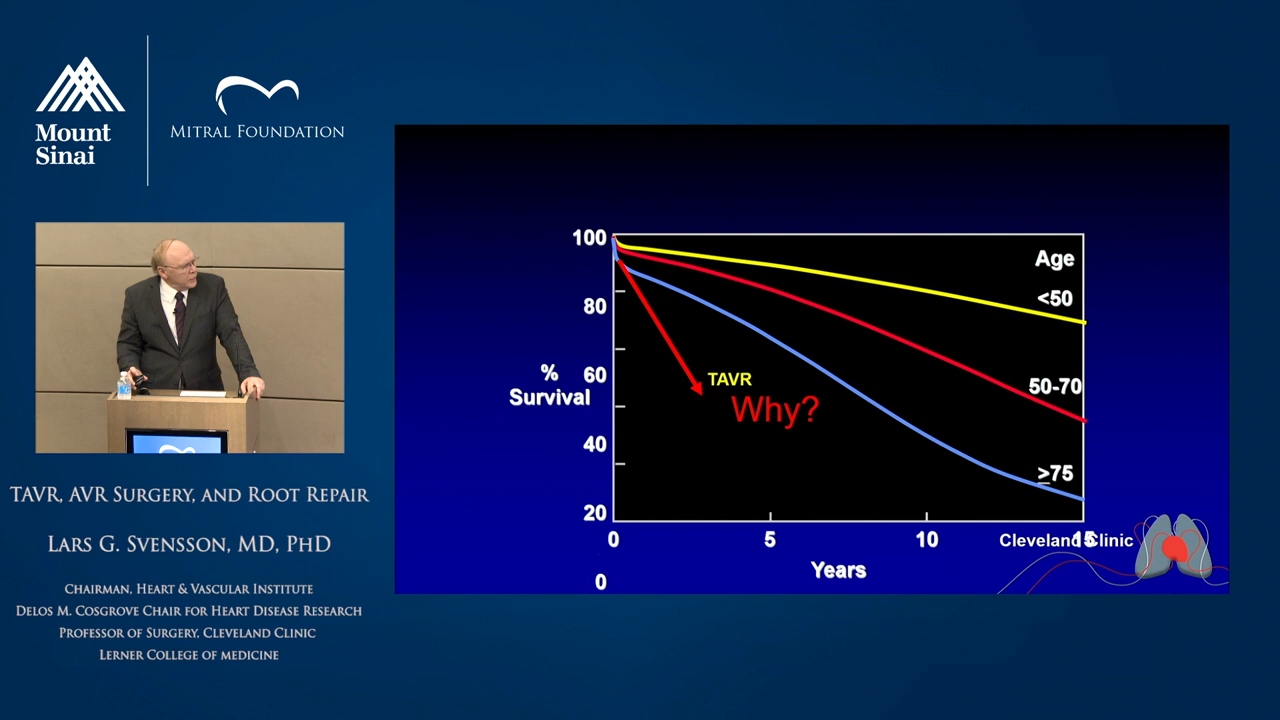 Mount
Sinai
Mitral Foundation
TAVR, AVR Surgery, and Root Repair
Lars G. Svensson, MD, PhD
Chairman, Heart & Vascular Institute
Delos M. Cosgrove Chair for Heart Disease Research
Professor of Surgery, Cleveland Clinic
Lerner College of Medicine
100
80
60
40
20
0
%
Survival
Age
<50
50-70
≥75
TAVR
Why?
0
5
10
15
Years
Cleveland Clinic